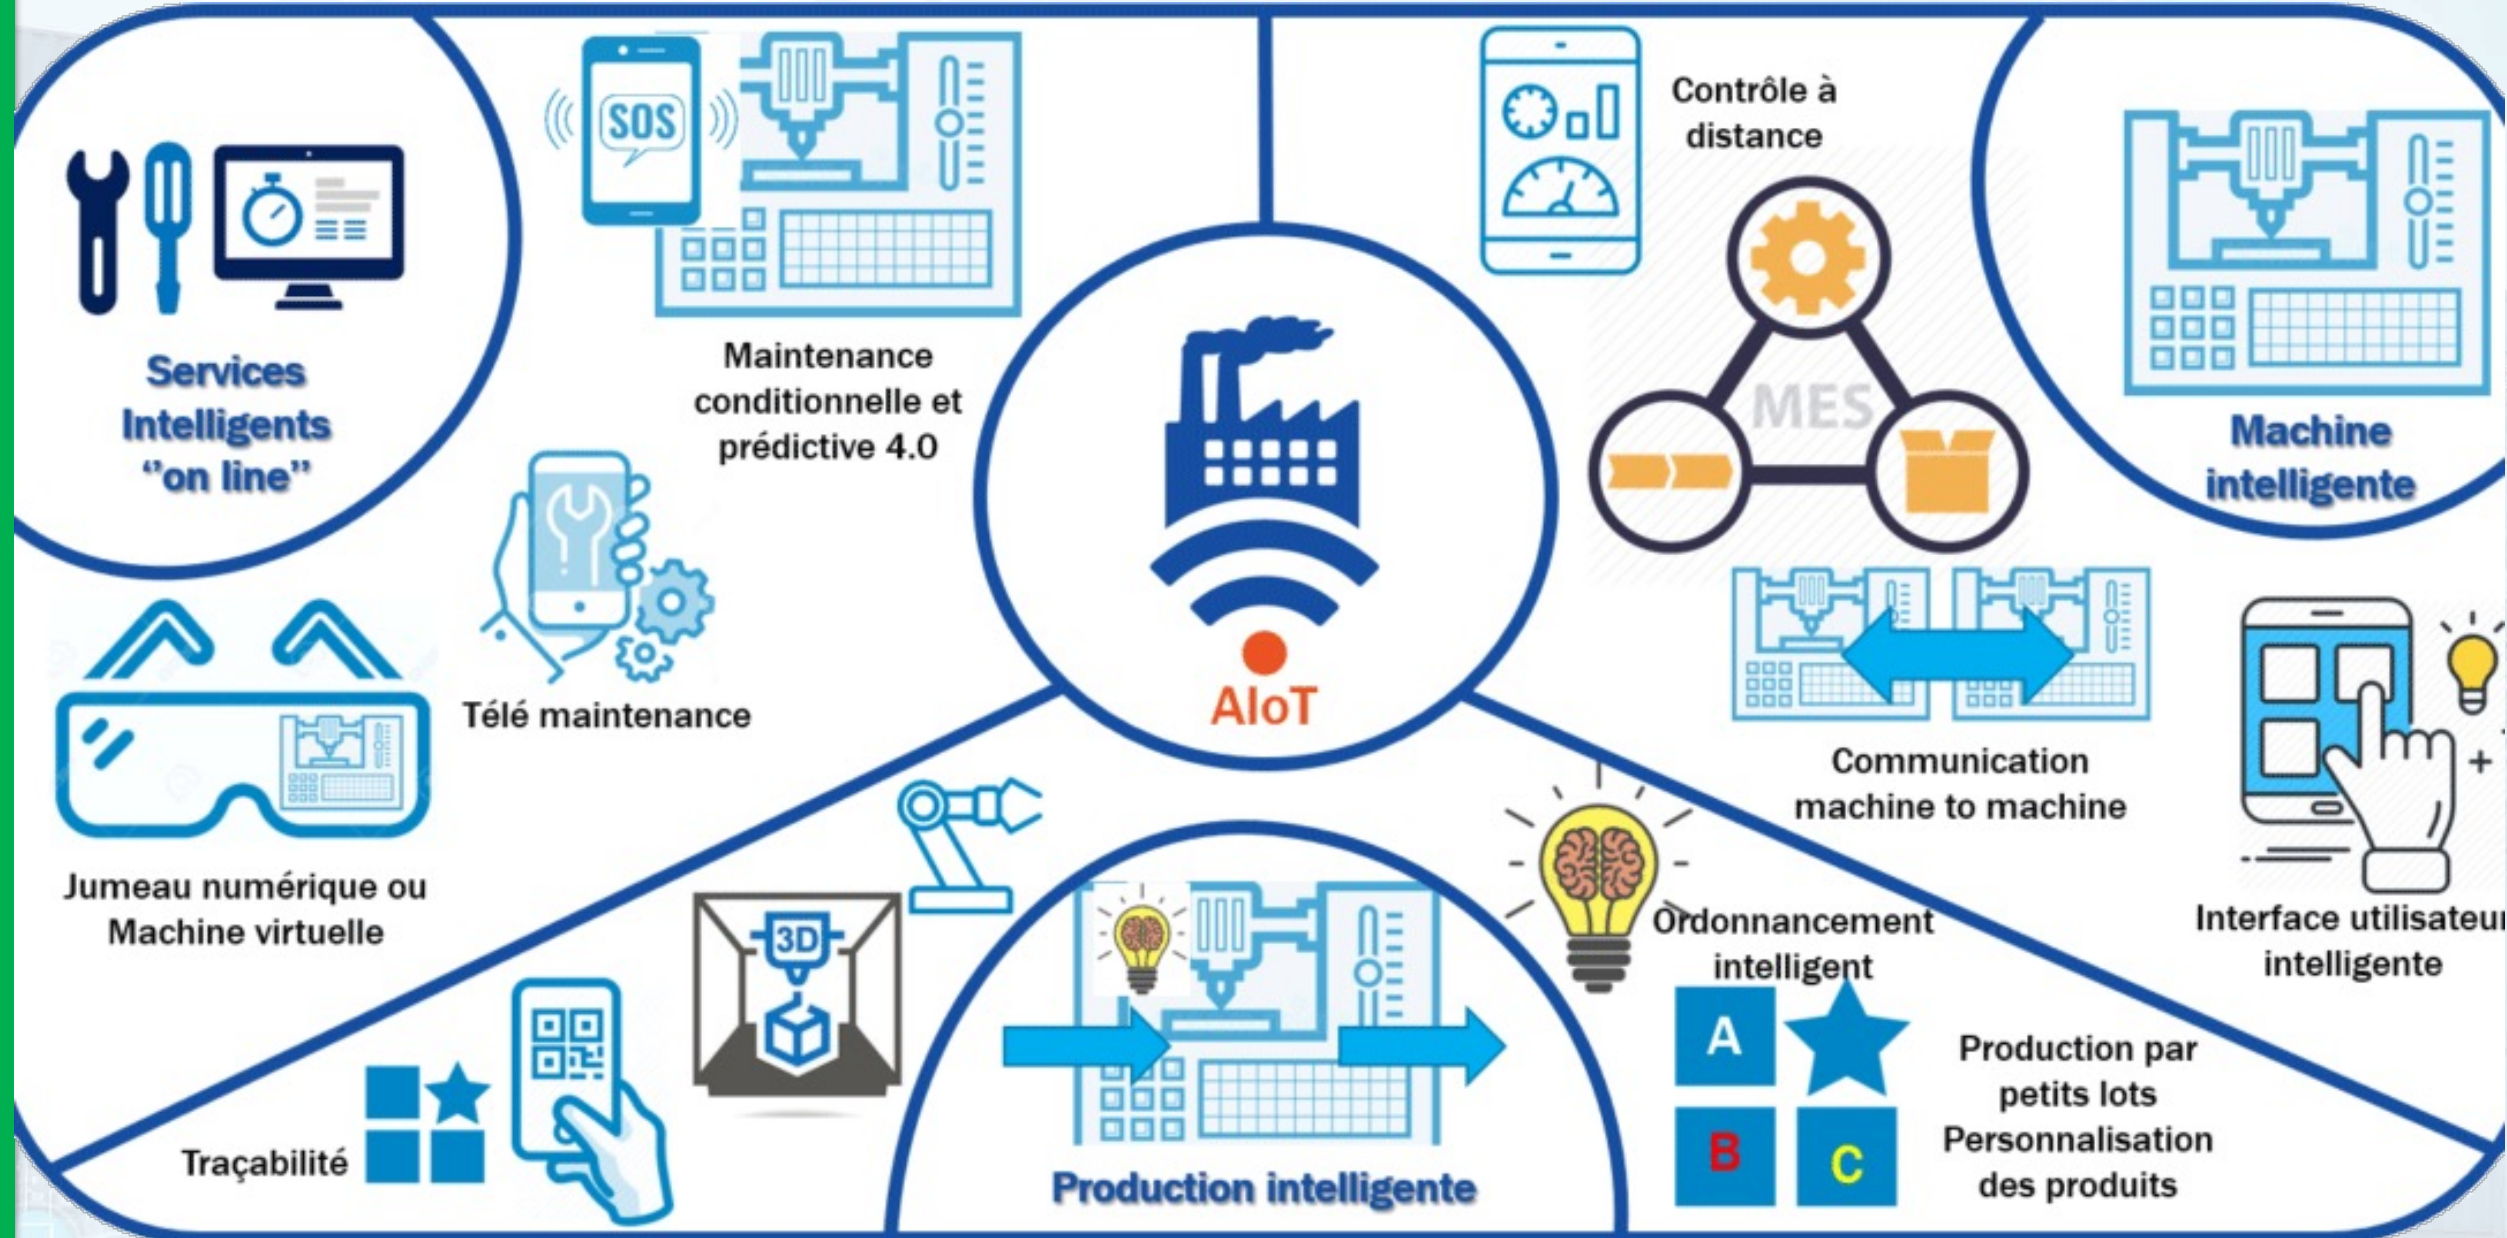 SOS
Services
Intelligents
‘’on line’’
Maintenance
conditionnelle et
prédictive 4.0
Télé maintenance
Jumeau numérique ou
Machine virtuelle
AIoT
Contrôle à
distance
MES
Machine
intelligente
Communication
machine to machine
Interface utilisateur
intelligente
Traçabilité
3D
Production intelligente
Ordonnancement
intelligent
A
B
C
Production par
petits lots
Personnalisation
des produits